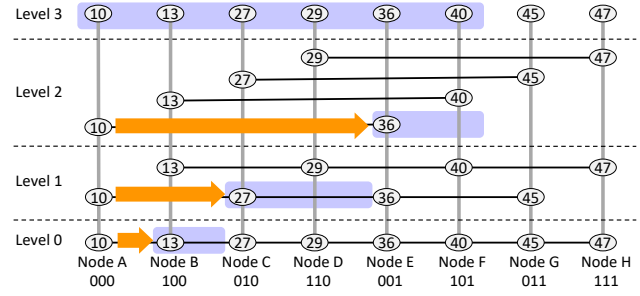 Level 3 10 13 27 29 36 40 45 47
29 47
27 45
Level 2
13 40
10 36
13 29 40 47
Level 1
10 27 36 45
Level 0 10 13 27 29 36 40 45 47
Node A Node B Node C Node D Node E Node F Node G Node H
000 100 010 110 001 101 011 111